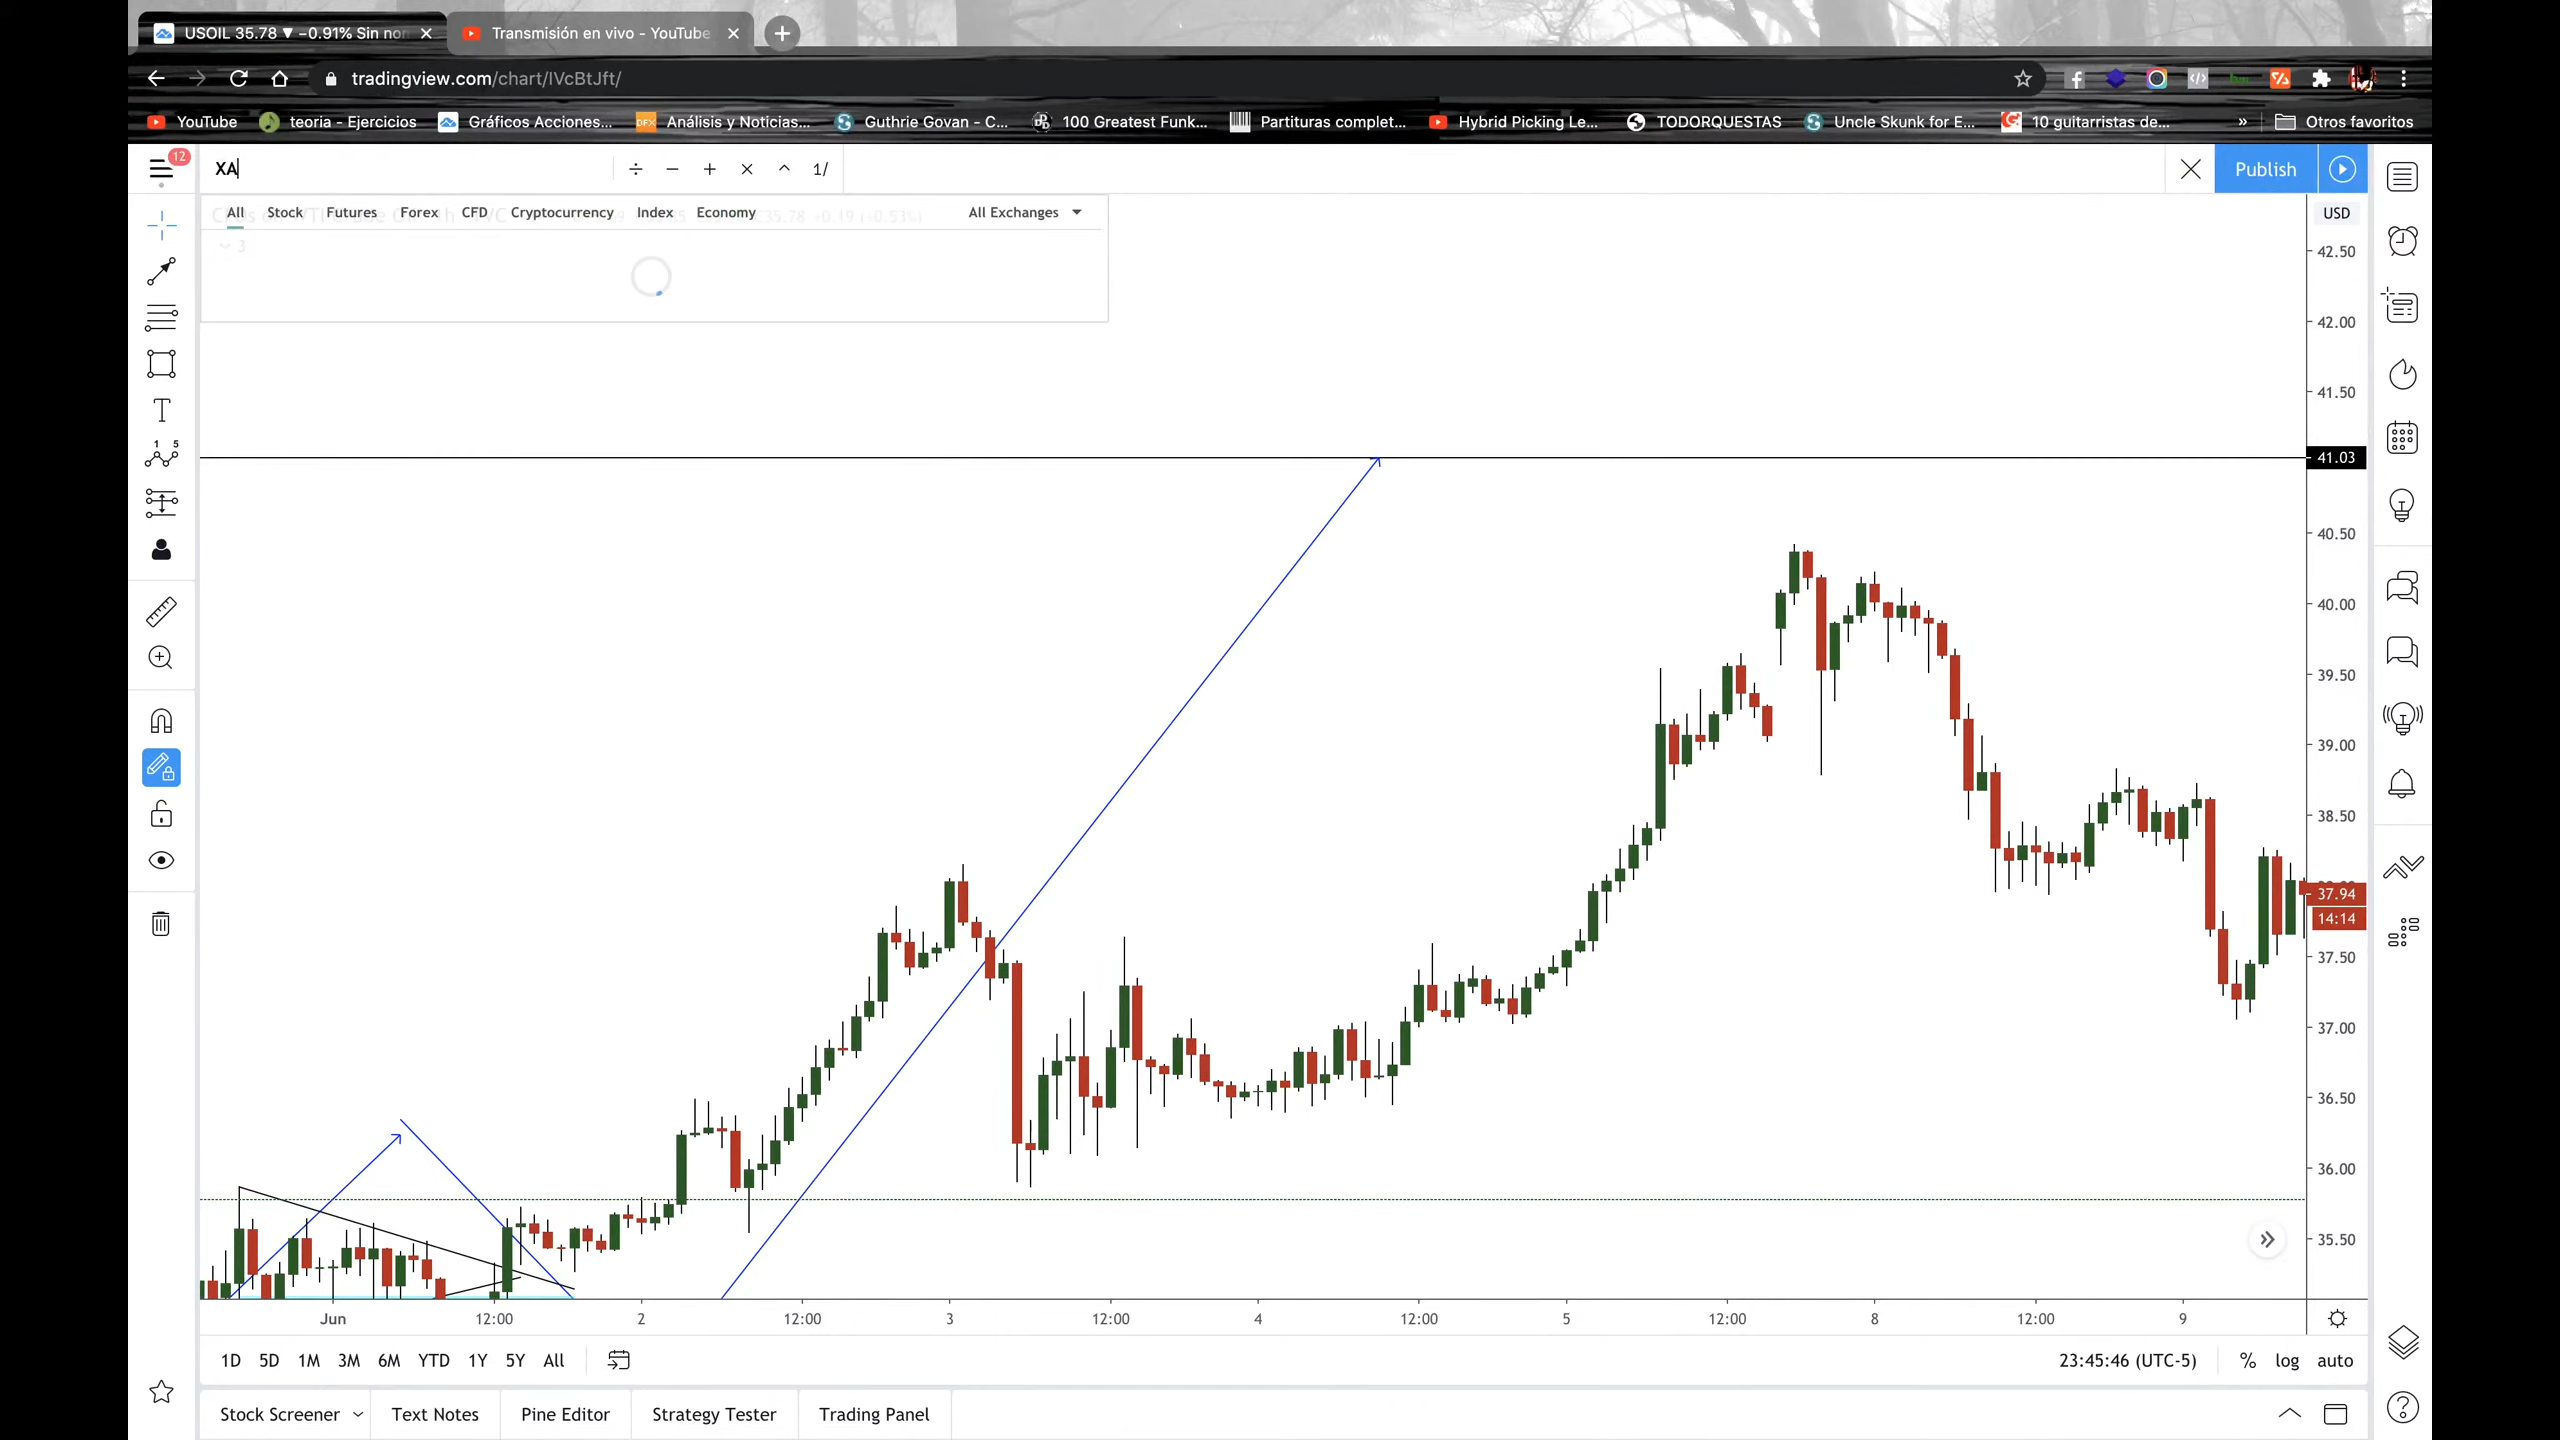 USOIL 35.78 ▼ −0.91% Sin nor
Transmisión en vivo - YouTube
tradingview.com/chart/IVcBtJft/
YouTube
teoria - Ejercicios
Gráficos Acciones...
Análisis y Noticias...
Guthrie Govan - C...
100 Greatest Funk...
Partituras complet...
Hybrid Picking Le...
TODORQUESTAS
Uncle Skunk for E...
10 guitarristas de...
»
Otros favoritos
12
XA
÷ − + × ^ 1/
Publish
All Stock Futures Forex CFD Cryptocurrency Index Economy
All Exchanges
3
USD
42.50
42.00
41.50
41.03
40.50
40.00
39.50
39.00
38.50
37.94
14:14
37.50
37.00
36.50
36.00
35.50
Jun 12:00 2 12:00 3 12:00 4 12:00 5 12:00 8 12:00 9
1D 5D 1M 3M 6M YTD 1Y 5Y All
23:45:46 (UTC-5) % log auto
Stock Screener Text Notes Pine Editor Strategy Tester Trading Panel